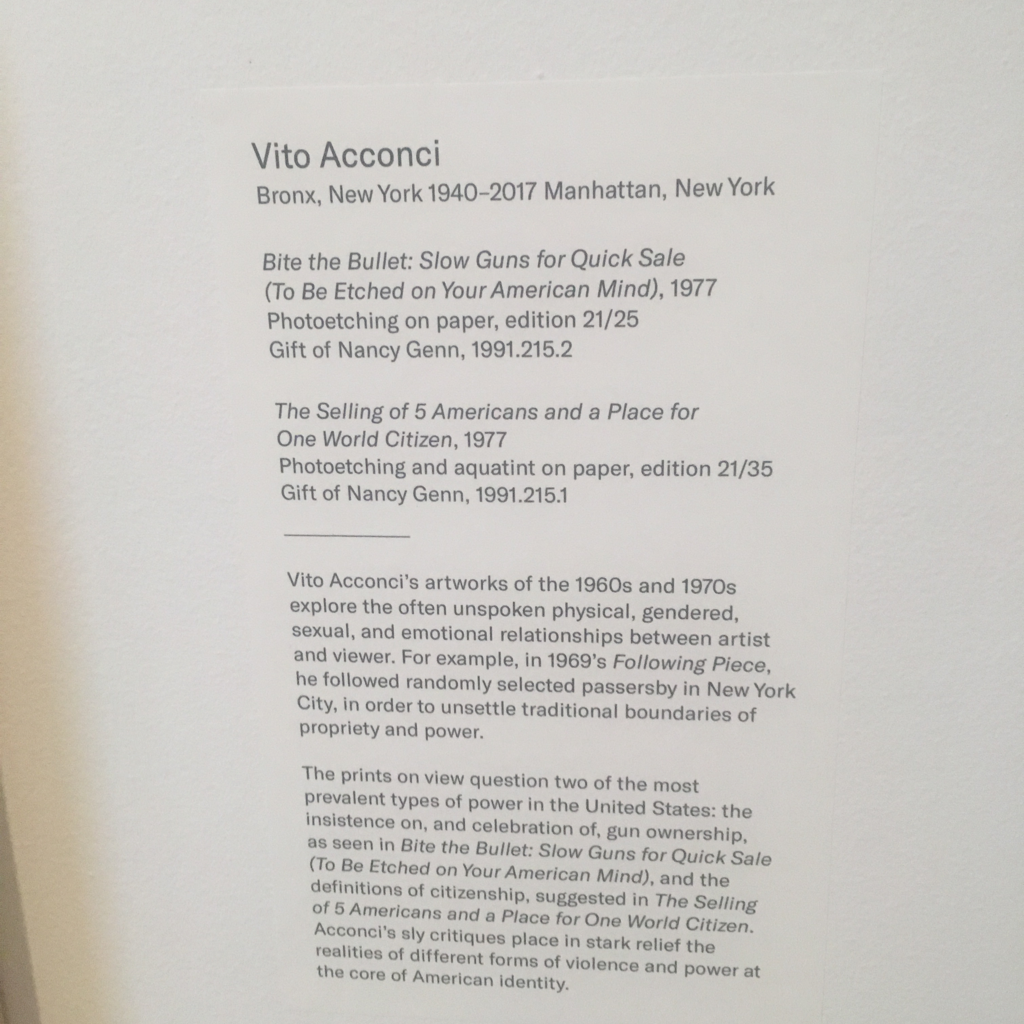 Vito Acconci
Bronx, New York 1940–2017 Manhattan, New York
Bite the Bullet: Slow Guns for Quick Sale
(To Be Etched on Your American Mind), 1977
Photoetching on paper, edition 21/25
Gift of Nancy Genn, 1991.215.2
The Selling of 5 Americans and a Place for
One World Citizen, 1977
Photoetching and aquatint on paper, edition 21/35
Gift of Nancy Genn, 1991.215.1
Vito Acconci's artworks of the 1960s and 1970s
explore the often unspoken physical, gendered,
sexual, and emotional relationships between artist
and viewer. For example, in 1969's Following Piece,
he followed randomly selected passersby in New York
City, in order to unsettle traditional boundaries of
propriety and power.
The prints on view question two of the most
prevalent types of power in the United States: the
insistence on, and celebration of, gun ownership,
as seen in Bite the Bullet: Slow Guns for Quick Sale
(To Be Etched on Your American Mind), and the
definitions of citizenship, suggested in The Selling
of 5 Americans and a Place for One World Citizen.
Acconci's sly critiques place in stark relief the
realities of different forms of violence and power at
the core of American identity.